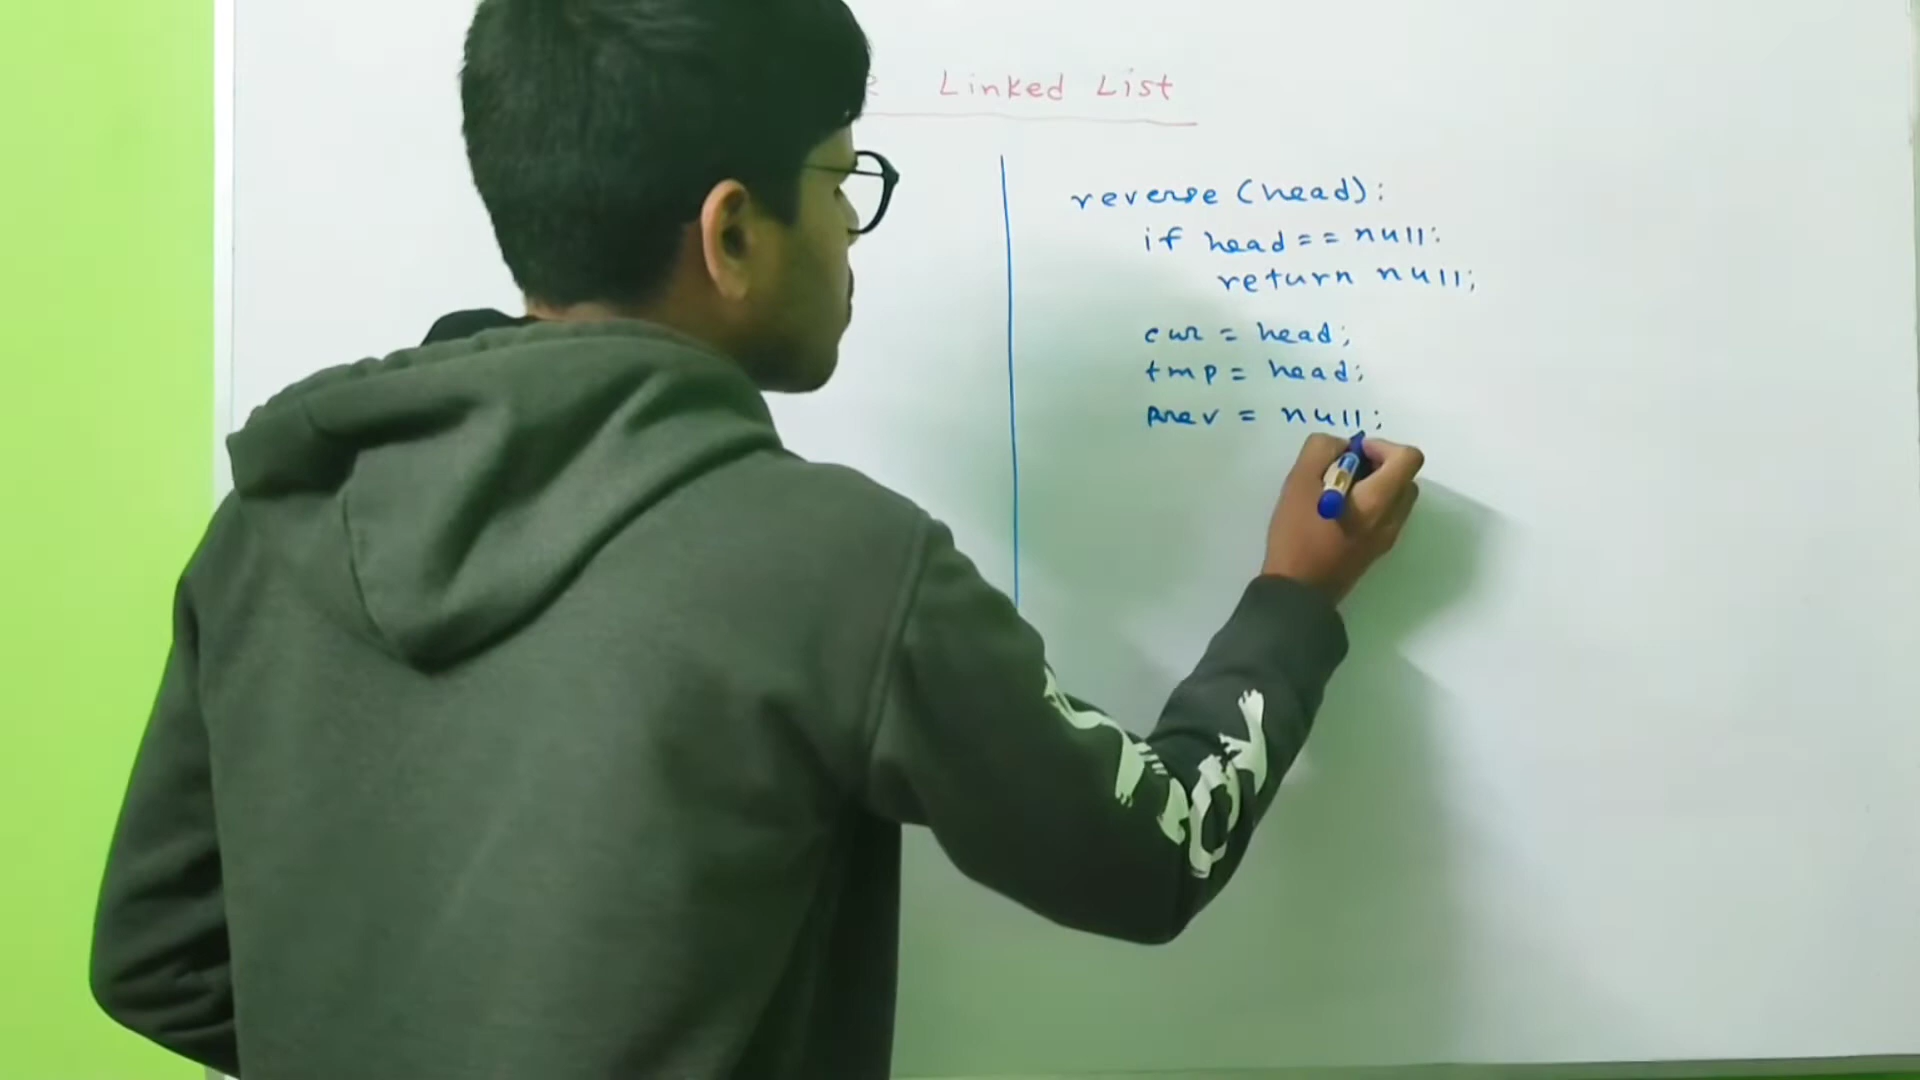 Linked List
reverse (head):
if head == null:
return null;
cur = head;
tmp = head;
prev = null;